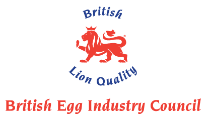 British
Lion Quality
British Egg Industry Council